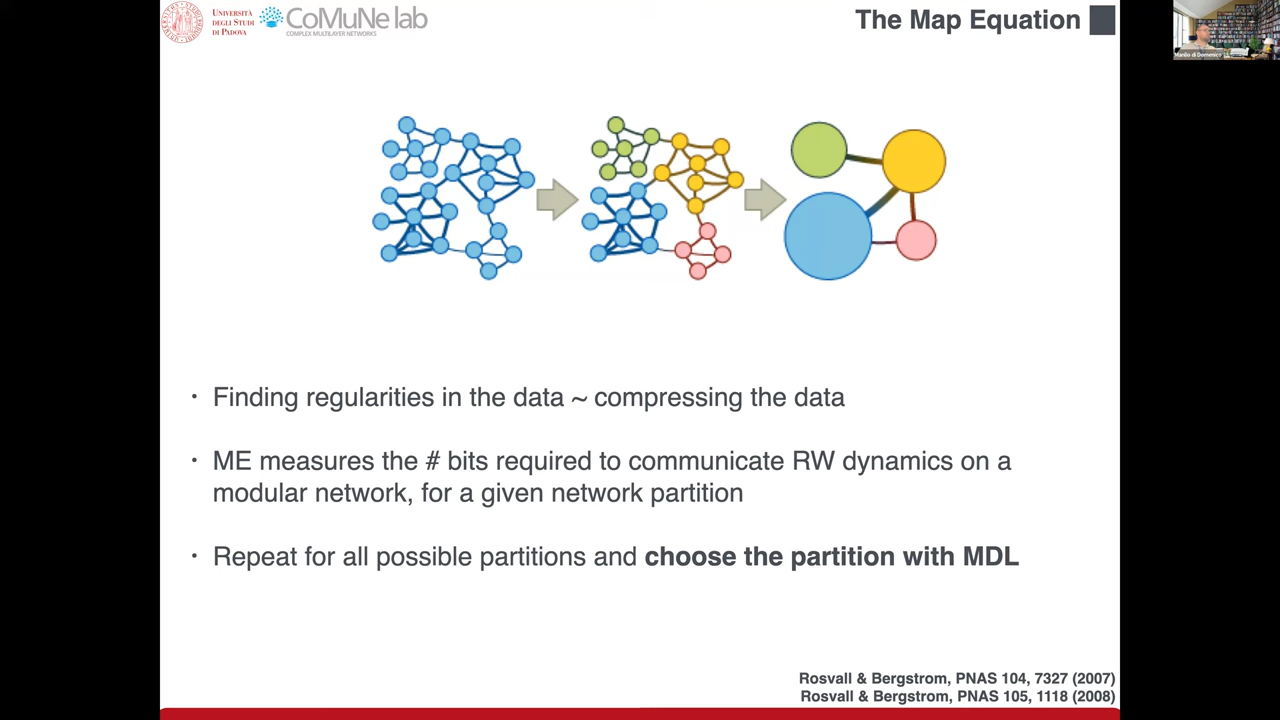 UNIVERSITÀ
DEGLI STUDI
DI PADOVA
CoMuNe lab
COMPLEX MULTILAYER NETWORKS
The Map Equation
Manlio di Domenico
• Finding regularities in the data ~ compressing the data
• ME measures the # bits required to communicate RW dynamics on a
modular network, for a given network partition
• Repeat for all possible partitions and choose the partition with MDL
Rosvall & Bergstrom, PNAS 104, 7327 (2007)
Rosvall & Bergstrom, PNAS 105, 1118 (2008)